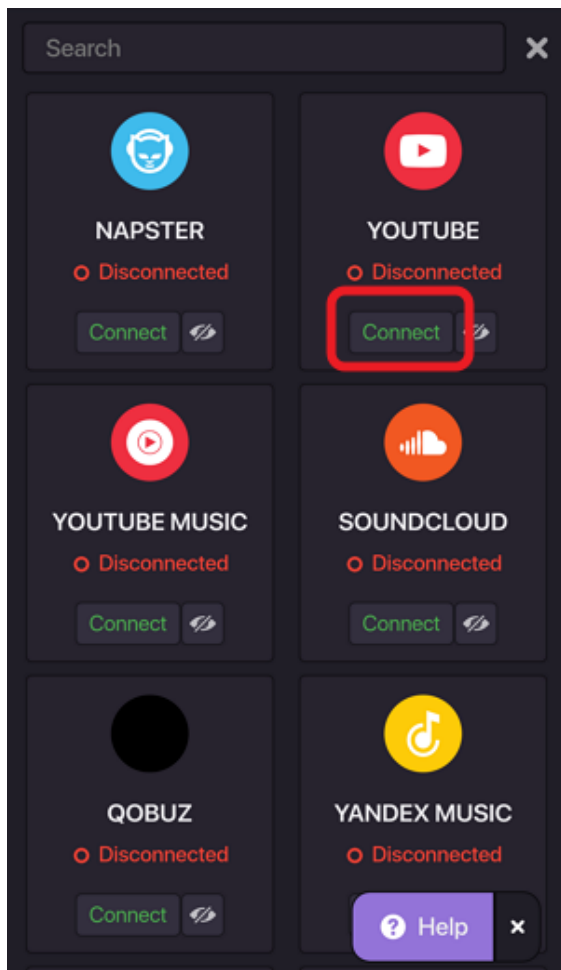 Search
NAPSTER
Disconnected
Connect
YOUTUBE
Disconnected
Connect
YOUTUBE MUSIC
Disconnected
Connect
SOUNDCLOUD
Disconnected
Connect
QOBUZ
Disconnected
Connect
YANDEX MUSIC
Disconnected
Help